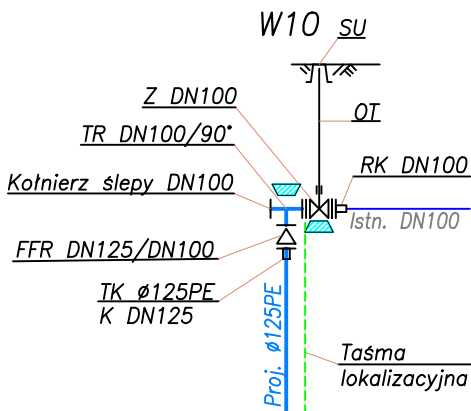 W10
SU
Z DN100
OT
TR DN100/90°
RK DN100
Kołnierz ślepy DN100
Istn. DN100
FFR DN125/DN100
TK ø125PE
K DN125
Proj. ø125PE
Taśma
lokalizacyjna